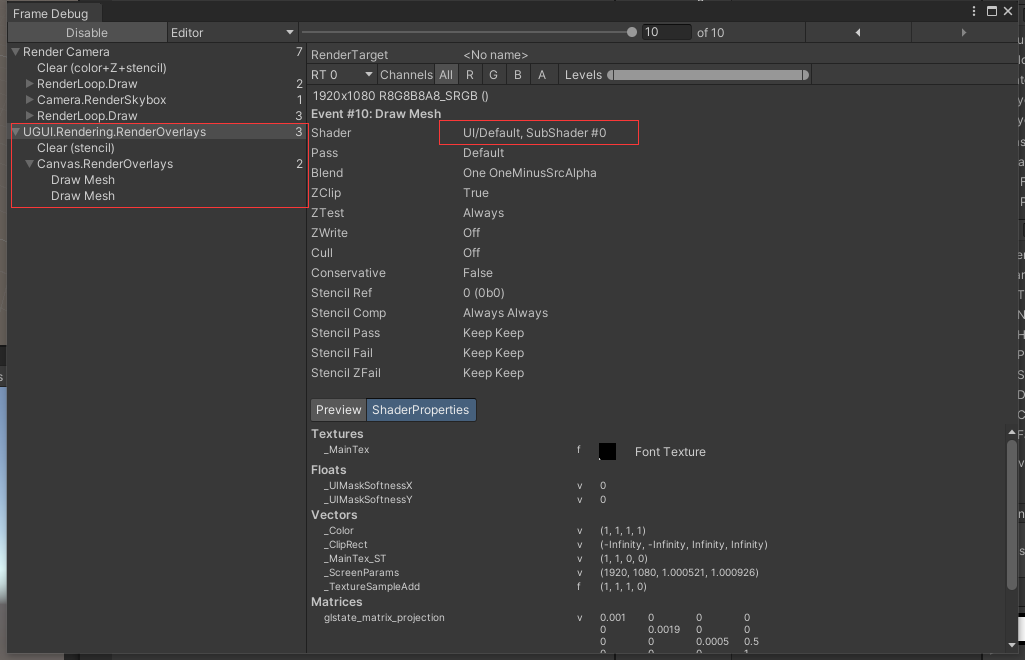 Frame Debug
Disable
Editor
10
of 10
Render Camera 7
Clear (color+Z+stencil)
RenderLoop.Draw 2
Camera.RenderSkybox 1
RenderLoop.Draw 3
UGUI.Rendering.RenderOverlays 3
Clear (stencil)
Canvas.RenderOverlays 2
Draw Mesh
Draw Mesh
RenderTarget <No name>
RT 0 Channels All R G B A Levels
1920x1080 R8G8B8A8_SRGB ()
Event #10: Draw Mesh
Shader UI/Default, SubShader #0
Pass Default
Blend One OneMinusSrcAlpha
ZClip True
ZTest Always
ZWrite Off
Cull Off
Conservative False
Stencil Ref 0 (0b0)
Stencil Comp Always Always
Stencil Pass Keep Keep
Stencil Fail Keep Keep
Stencil ZFail Keep Keep
Preview ShaderProperties
Textures
_MainTex f Font Texture
Floats
_UIMaskSoftnessX v 0
_UIMaskSoftnessY v 0
Vectors
_Color v (1, 1, 1, 1)
_ClipRect v (-Infinity, -Infinity, Infinity, Infinity)
_MainTex_ST v (1, 1, 0, 0)
_ScreenParams v (1920, 1080, 1.000521, 1.000926)
_TextureSampleAdd f (1, 1, 1, 0)
Matrices
glstate_matrix_projection v 0.001 0 0 0
0 0.0019 0 0
0 0 0.0005 0.5